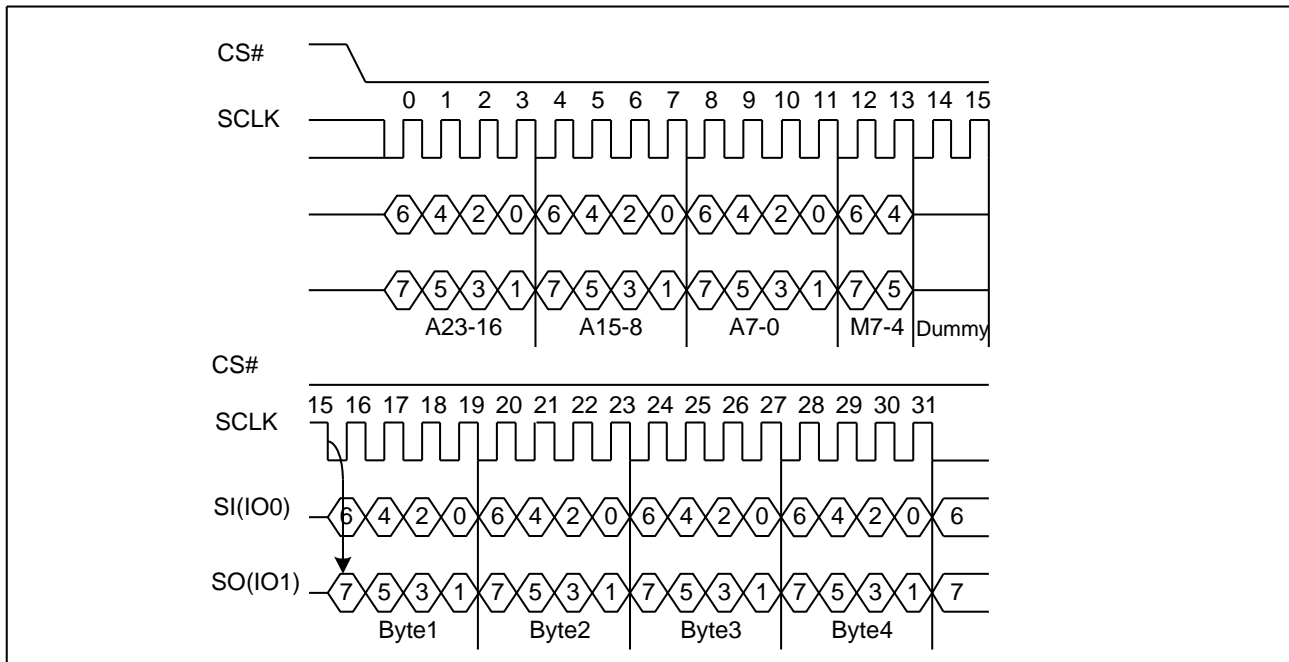 CS#
0 1 2 3 4 5 6 7 8 9 10 11 12 13 14 15
SCLK
6 4 2 0 6 4 2 0 6 4 2 0 6 4
7 5 3 1 7 5 3 1 7 5 3 1 7 5
A23-16 A15-8 A7-0 M7-4 Dummy
CS#
15 16 17 18 19 20 21 22 23 24 25 26 27 28 29 30 31
SCLK
SI(IO0) 6 4 2 0 6 4 2 0 6 4 2 0 6 4 2 0 6
SO(IO1) 7 5 3 1 7 5 3 1 7 5 3 1 7 5 3 1 7
Byte1 Byte2 Byte3 Byte4